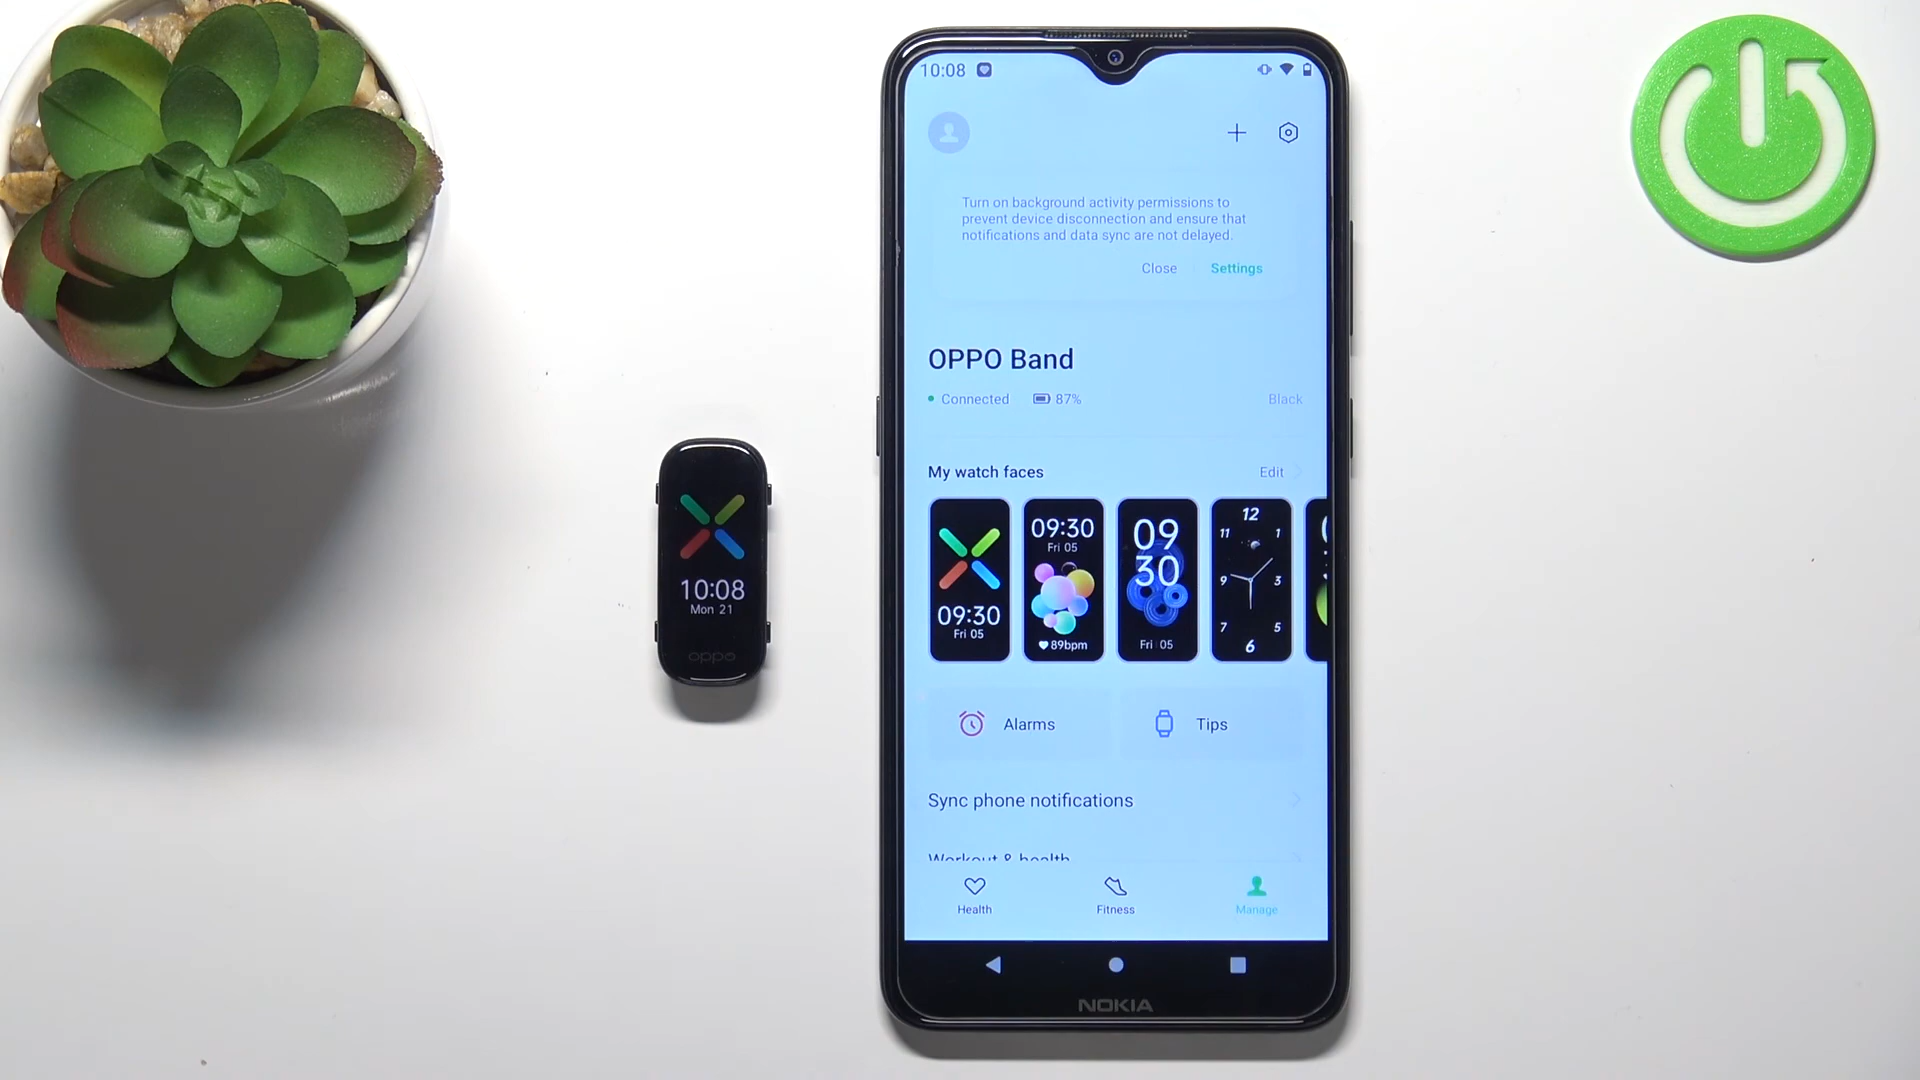 10:08
Turn on background activity permissions to
prevent device disconnection and ensure that
notifications and data sync are not delayed.
Close Settings
OPPO Band
Connected 87% Black
My watch faces Edit
09:30
Fri 05
09:30
Fri 05
89bpm
09
30
Fri 05
12
11 1
9 3
7 5
6
Alarms Tips
Sync phone notifications
Workout & health
Health Fitness Manage
NOKIA
10:08
Mon 21
oppo